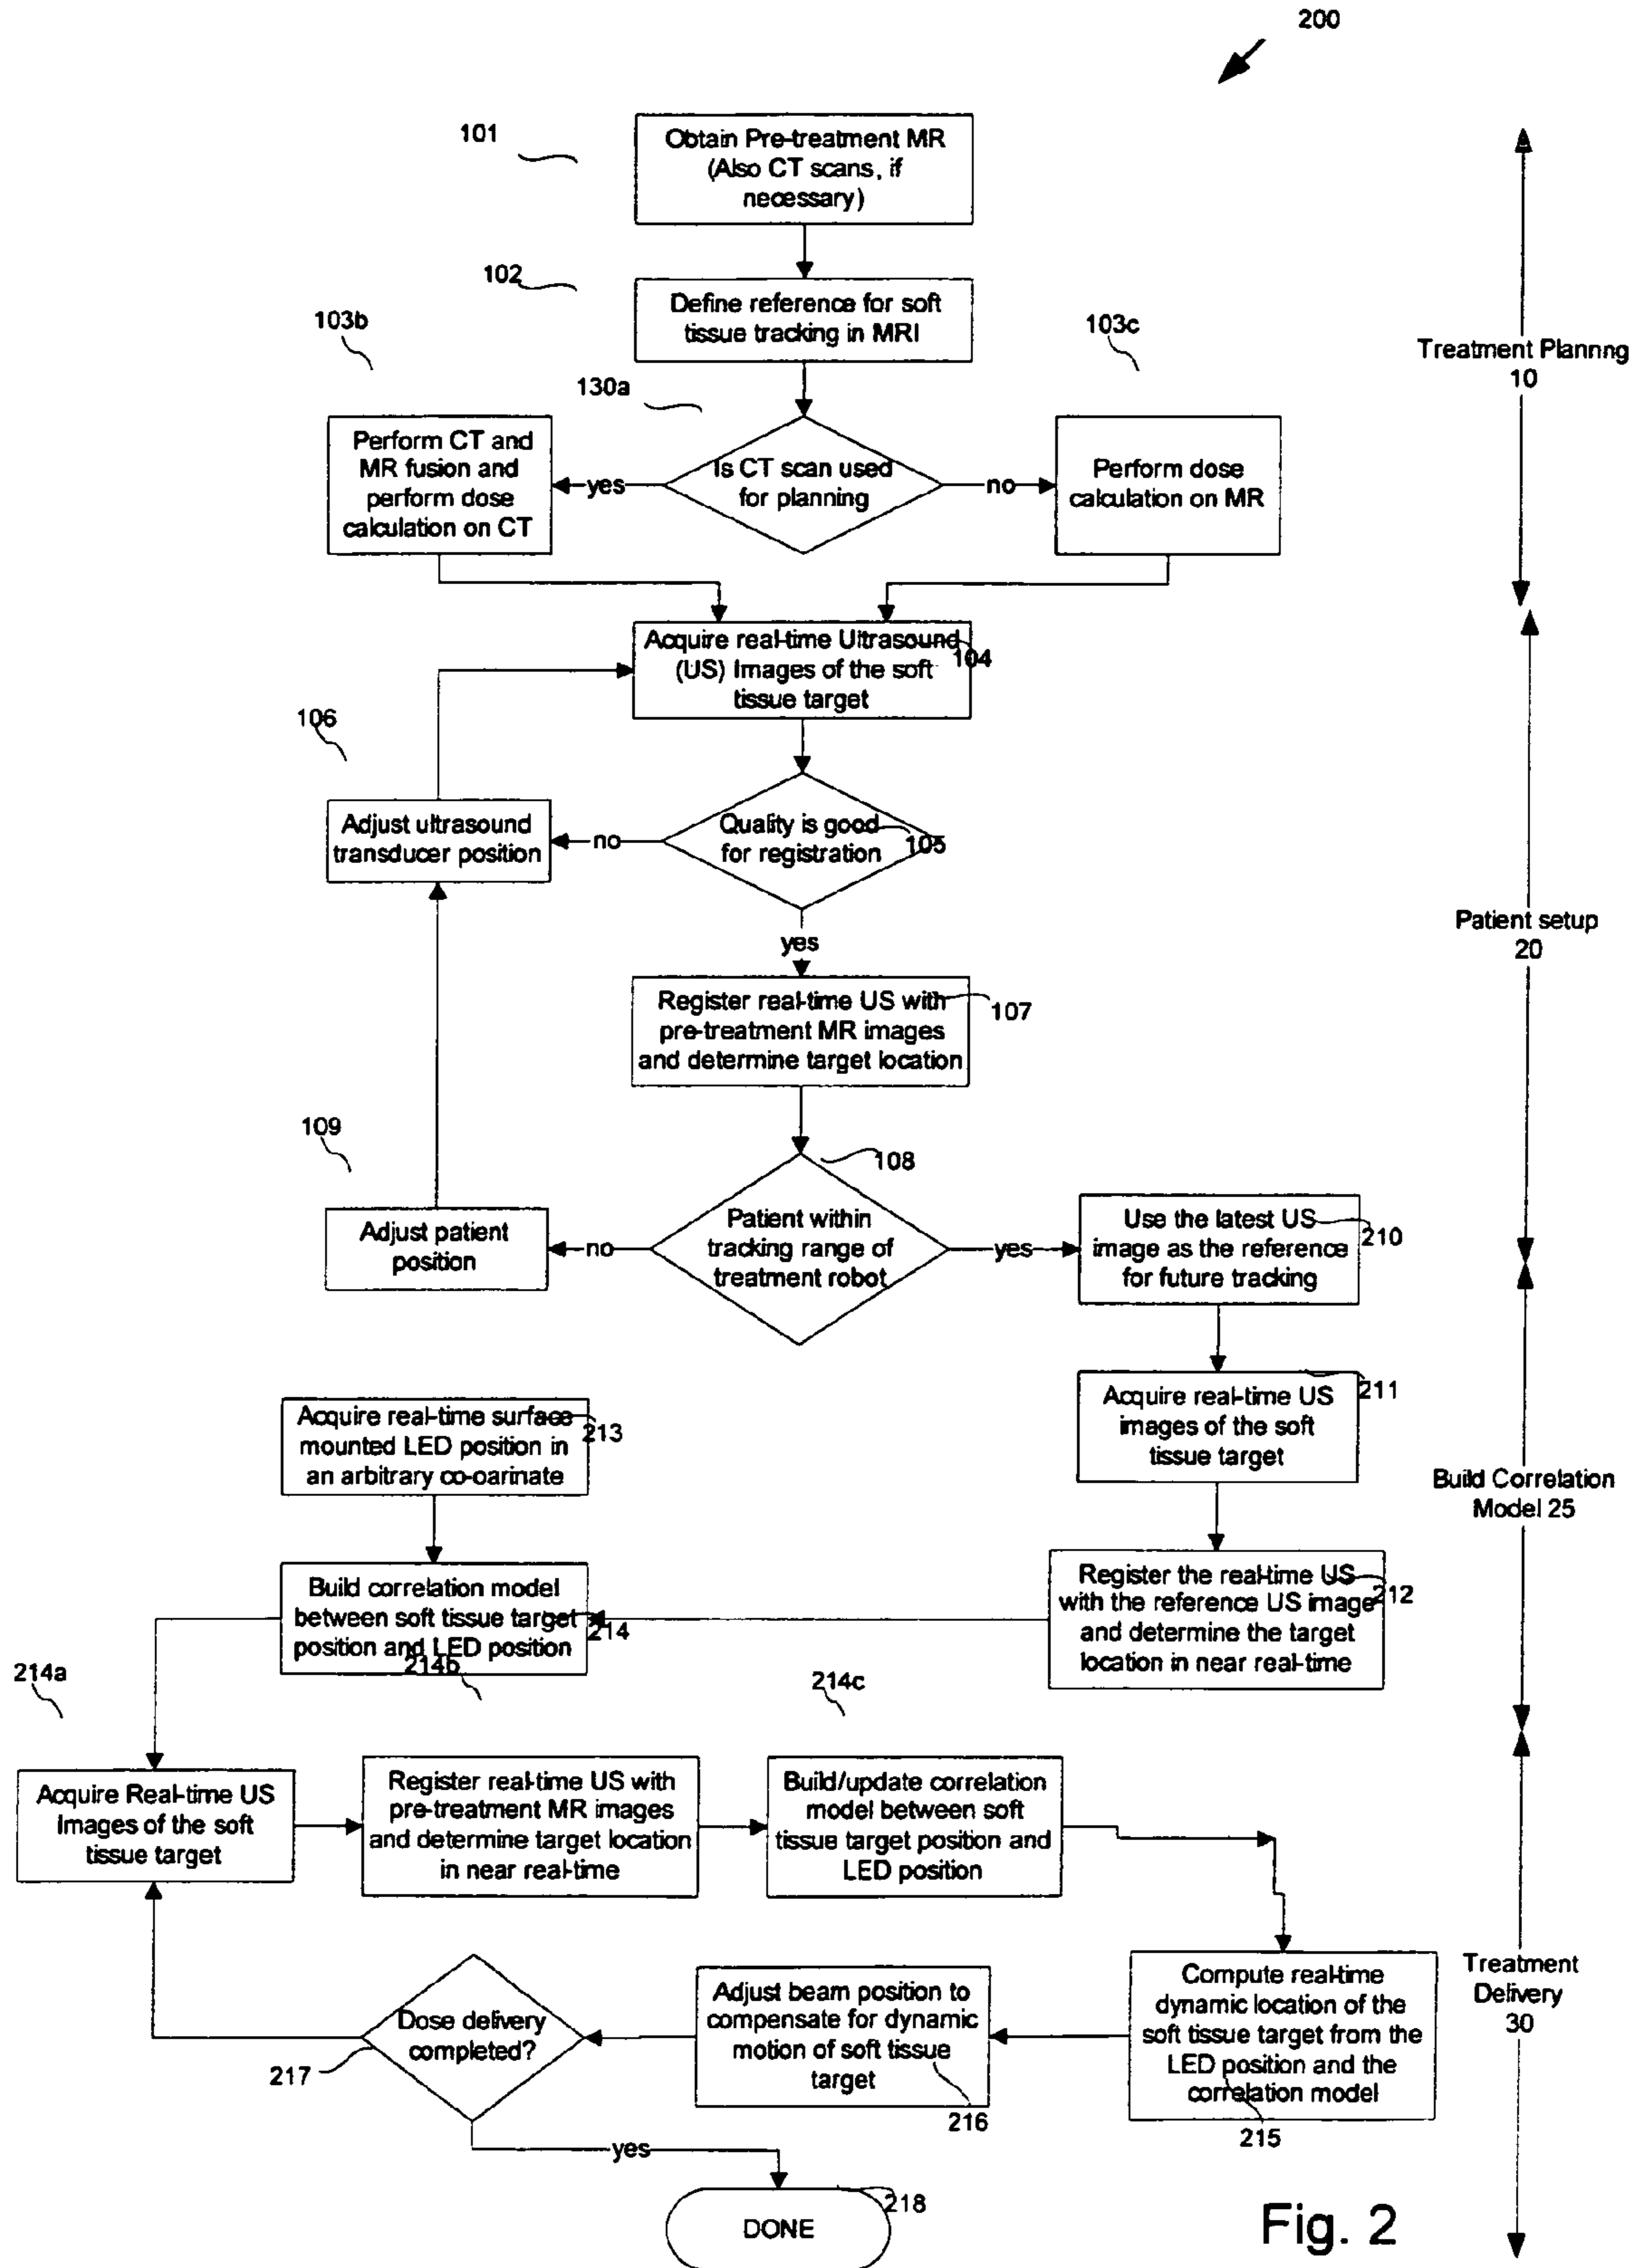 200
101
Obtain Pre-treatment MR
(Also CT scans, if
necessary)
102
Define reference for soft
tissue tracking in MRI
103b
103c
130a
Treatment Plannng
10
Perform CT and
MR fusion and
perform dose
calculation on CT
yes
Is CT scan used
for planning
no
Perform dose
calculation on MR
Acquire real-time Ultrasound
(US) Images of the soft
tissue target
104
106
Adjust ultrasound
transducer position
no
Quality is good
for registration
105
yes
Patient setup
20
Register real-time US with
pre-treatment MR images
and determine target location
107
109
108
Adjust patient
position
no
Patient within
tracking range of
treatment robot
yes
Use the latest US
image as the reference
for future tracking
210
Acquire real-time US
images of the soft
tissue target
211
Acquire real-time surface
mounted LED position in
an arbitrary co-oarinate
213
Build Correlation
Model 25
Build correlation model
between soft tissue target
position and LED position
214
Register the real-time US
with the reference US image
and determine the target
location in near real-time
212
214a
214b
214c
Acquire Real-time US
Images of the soft
tissue target
Register real-time US with
pre-treatment MR images
and determine target location
in near real-time
Build/update correlation
model between soft
tissue target position and
LED position
Treatment
Delivery
30
Compute real-time
dynamic location of the
soft tissue target from the
LED position and the
correlation model
215
Adjust beam position to
compensate for dynamic
motion of soft tissue
target
216
Dose delivery
completed?
217
yes
DONE
218
Fig. 2